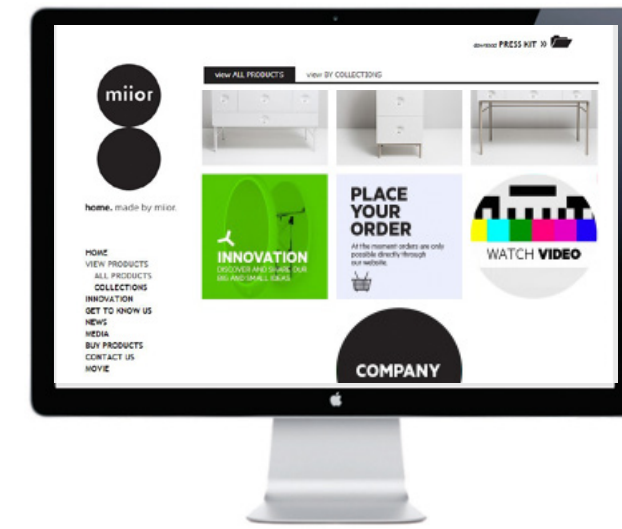 download PRESS KIT »
miior
view ALL PRODUCTS
view BY COLLECTIONS
home. made by miior.
HOME
VIEW PRODUCTS
ALL PRODUCTS
COLLECTIONS
INNOVATION
GET TO KNOW US
NEWS
MEDIA
BUY PRODUCTS
CONTACT US
MOVIE
INNOVATION
DISCOVER AND SHARE OUR
BIG AND SMALL IDEAS.
PLACE
YOUR
ORDER
At the moment orders are only
possible directly through
our website.
WATCH VIDEO
COMPANY